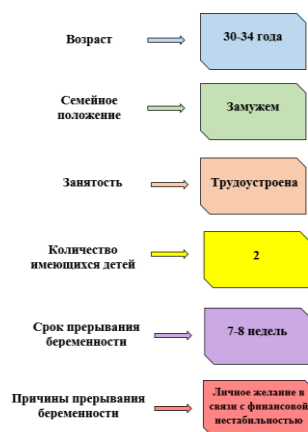 Возраст
30-34 года
Семейное
положение
Замужем
Занятость
Трудоустроена
Количество
имеющихся детей
2
Срок прерывания
беременности
7-8 недель
Причины прерывания
беременности
Личное желание в
связи с финансовой
нестабильностью